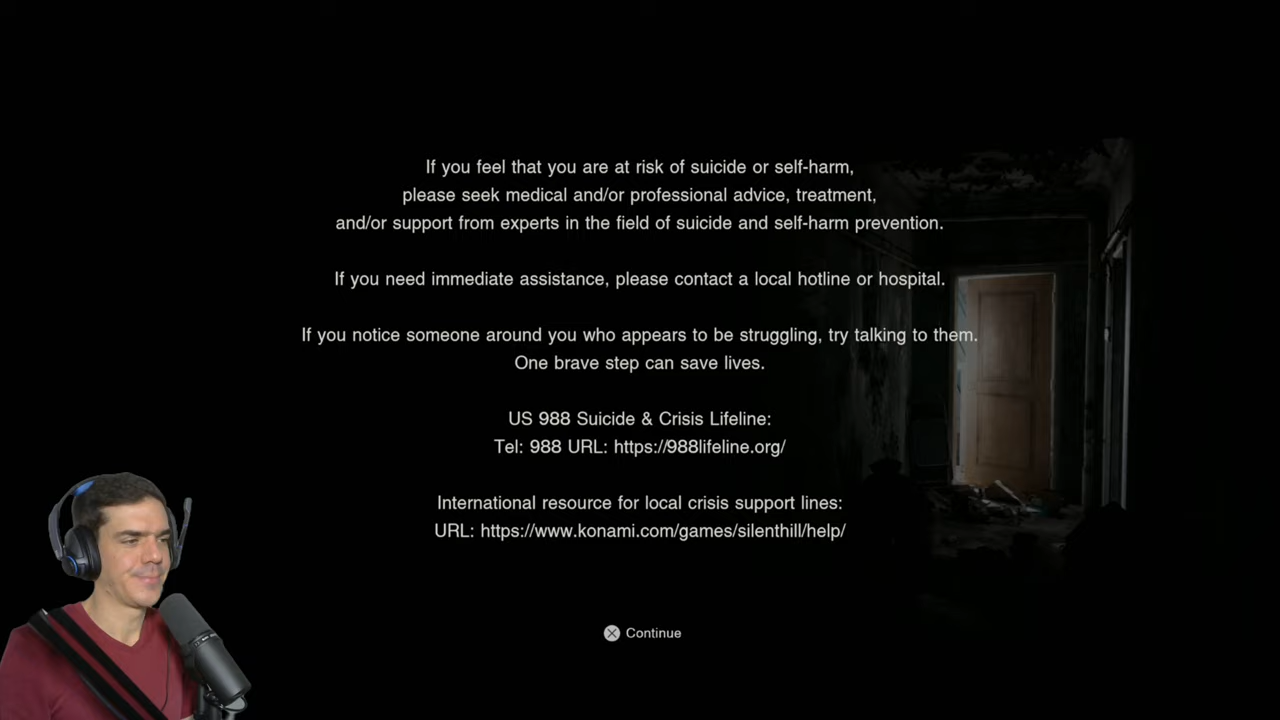 If you feel that you are at risk of suicide or self-harm,
please seek medical and/or professional advice, treatment,
and/or support from experts in the field of suicide and self-harm prevention.
If you need immediate assistance, please contact a local hotline or hospital.
If you notice someone around you who appears to be struggling, try talking to them.
One brave step can save lives.
US 988 Suicide & Crisis Lifeline:
Tel: 988 URL: https://988lifeline.org/
International resource for local crisis support lines:
URL: https://www.konami.com/games/silenthill/help/
Continue